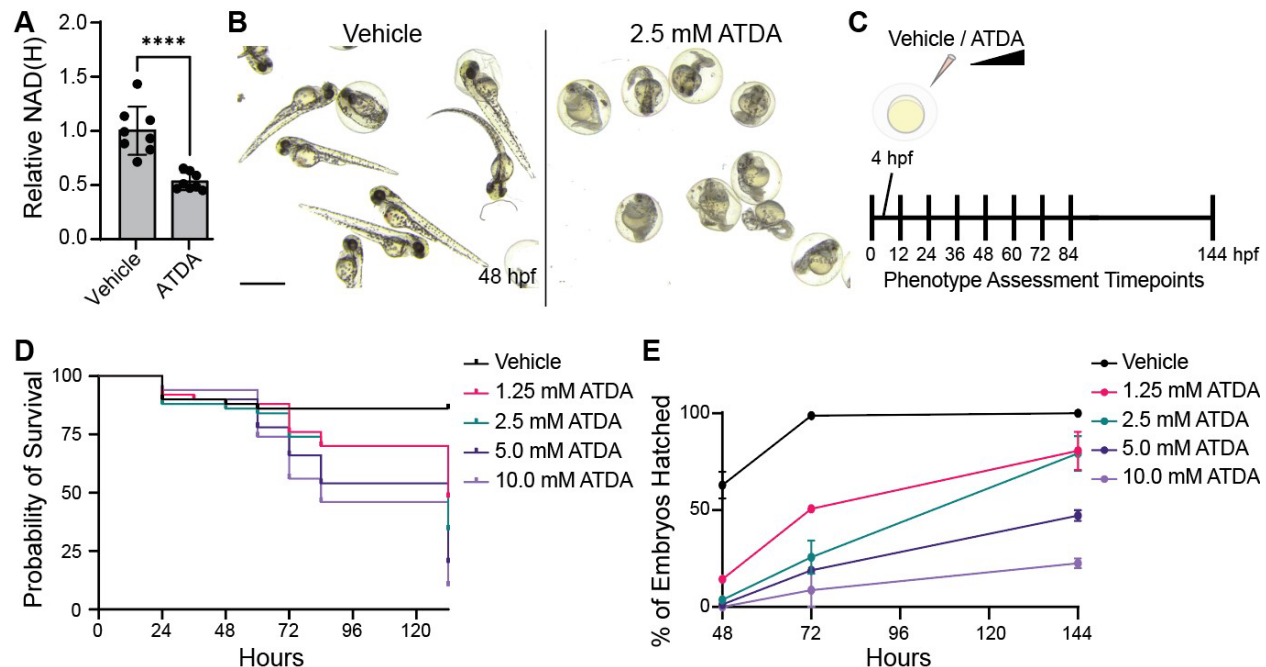 A
Relative NAD(H)
2.0
1.5
1.0
0.5
0.0
****
Vehicle
ATDA
B
Vehicle
2.5 mM ATDA
48 hpf
C
Vehicle / ATDA
4 hpf
0 12 24 36 48 60 72 84 144 hpf
Phenotype Assessment Timepoints
D
Probability of Survival
100
75
50
25
0
0 24 48 72 96 120
Hours
Vehicle
1.25 mM ATDA
2.5 mM ATDA
5.0 mM ATDA
10.0 mM ATDA
E
% of Embryos Hatched
100
50
0
48 72 96 120 144
Hours
Vehicle
1.25 mM ATDA
2.5 mM ATDA
5.0 mM ATDA
10.0 mM ATDA